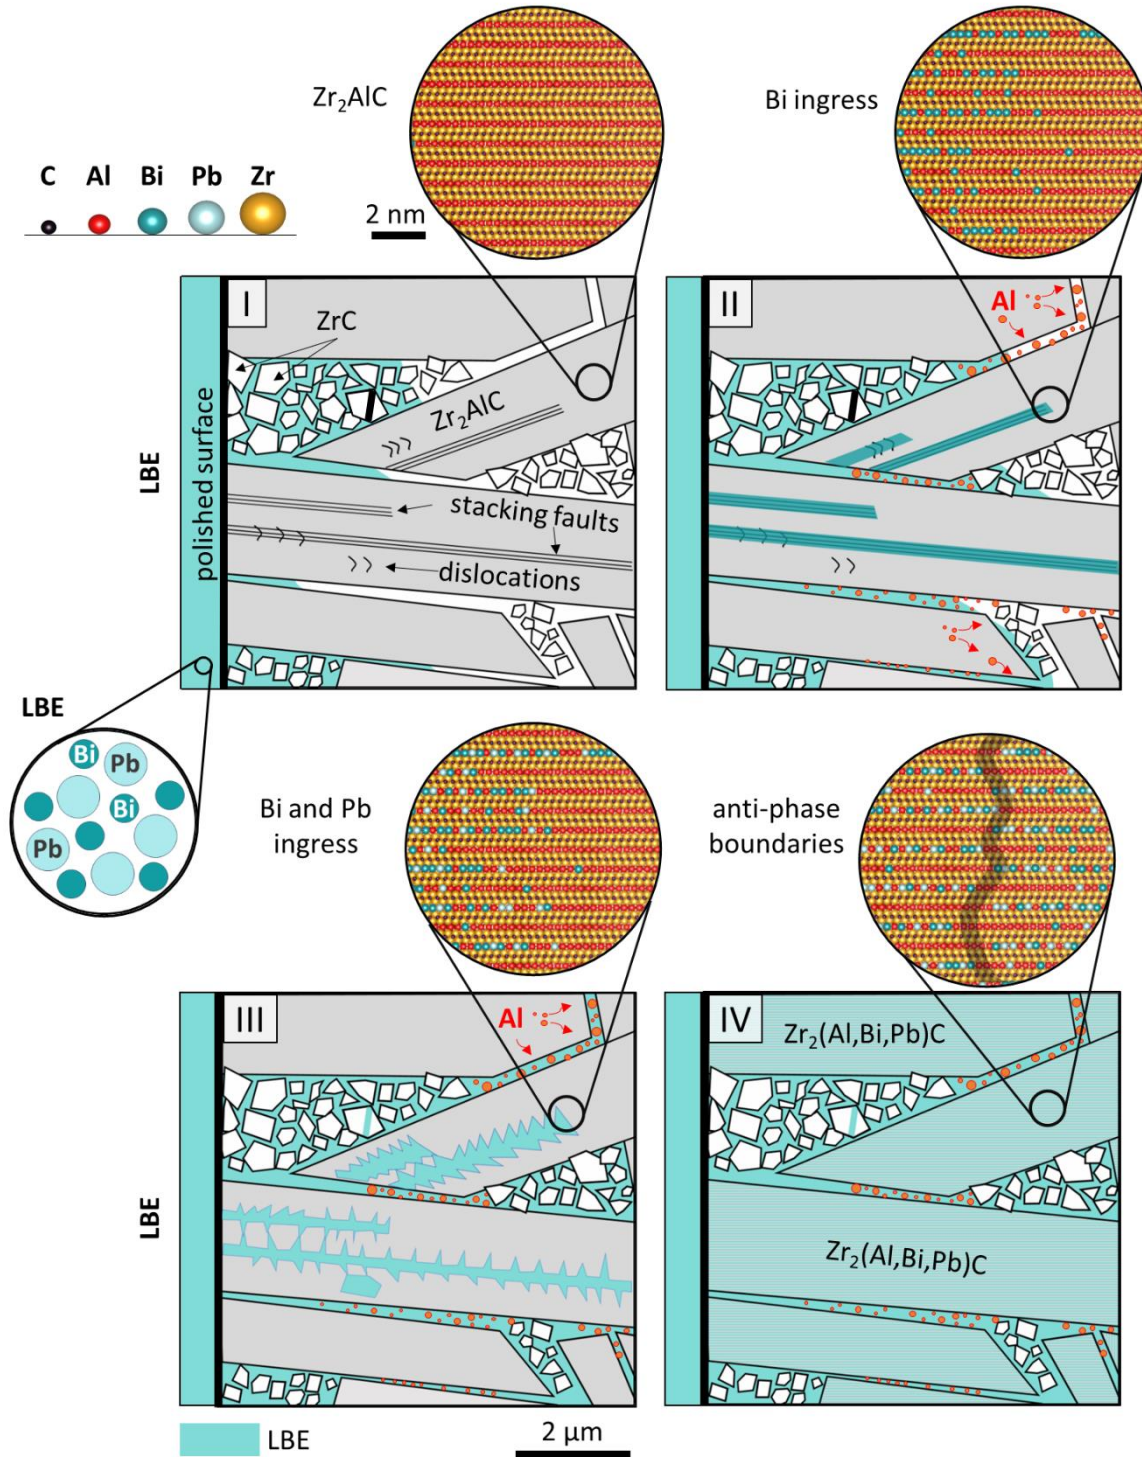 Zr₂AlC
Bi ingress
C Al Bi Pb Zr
2 nm
I
ZrC
Zr₂AlC
stacking faults
dislocations
polished surface
LBE
II
Al
LBE
Bi
Pb
Bi
Pb
Bi and Pb
ingress
anti-phase
boundaries
III
Al
LBE
IV
Zr₂(Al,Bi,Pb)C
Zr₂(Al,Bi,Pb)C
LBE
2 µm